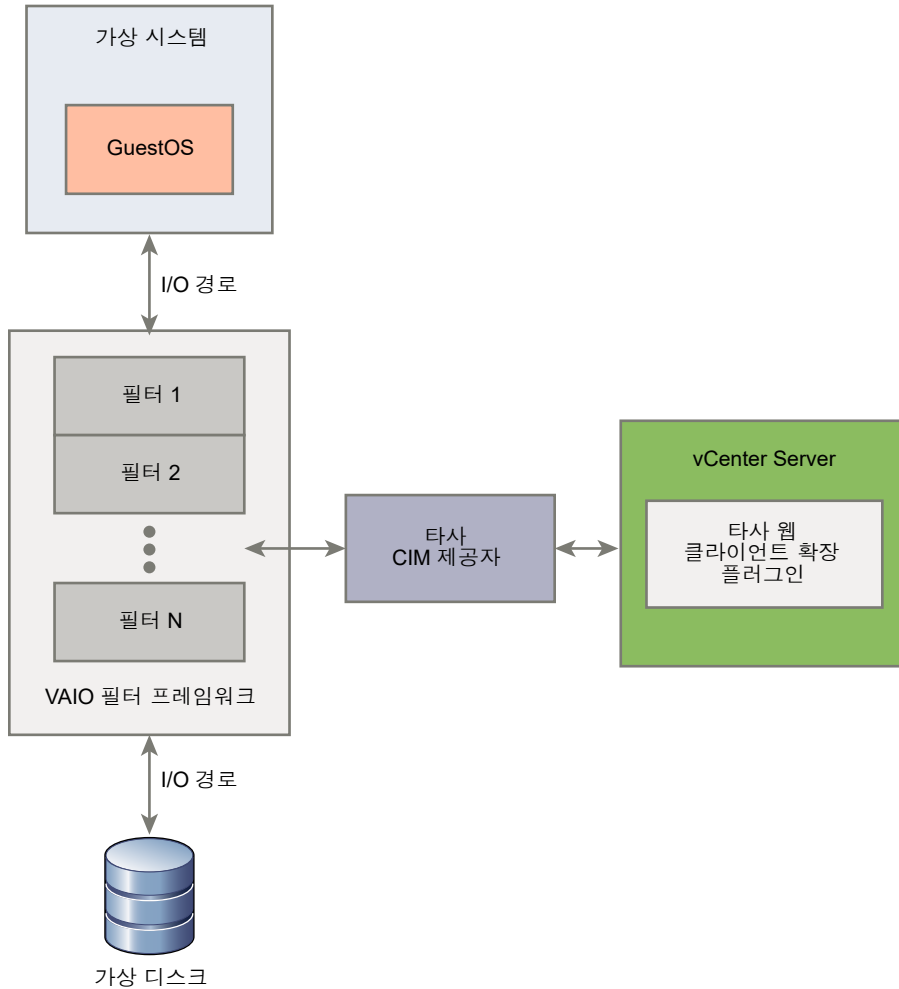 가상 시스템
GuestOS
I/O 경로
필터 1
필터 2
필터 N
VAIO 필터 프레임워크
타사
CIM 제공자
vCenter Server
타사 웹
클라이언트 확장
플러그인
I/O 경로
가상 디스크